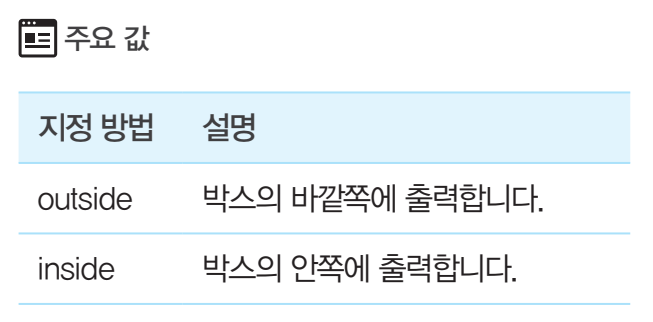 주요 값
지정 방법 설명
outside 박스의 바깥쪽에 출력합니다.
inside 박스의 안쪽에 출력합니다.